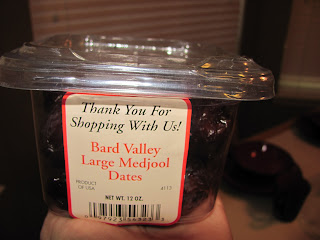 Thank You For
Shopping With Us!
Bard Valley
Large Medjool
Dates
PRODUCT
OF USA
NET WT. 12 OZ.